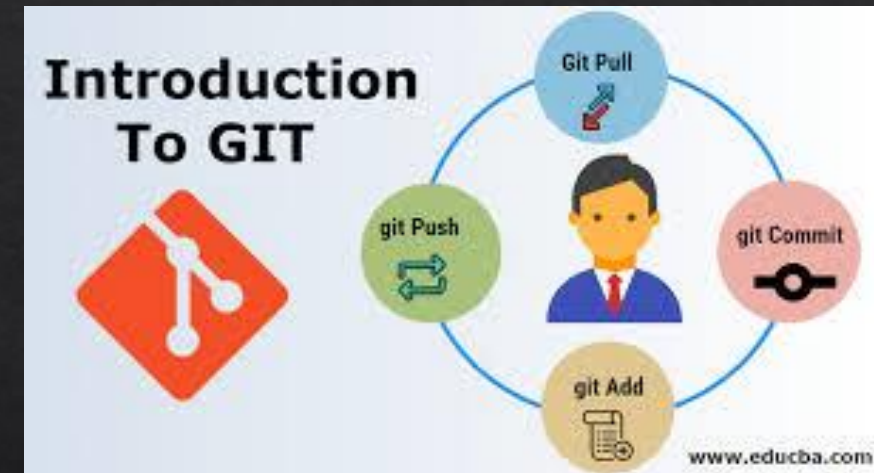 Introduction
To GIT
Git Pull
git Push
git Commit
git Add
www.educba.com